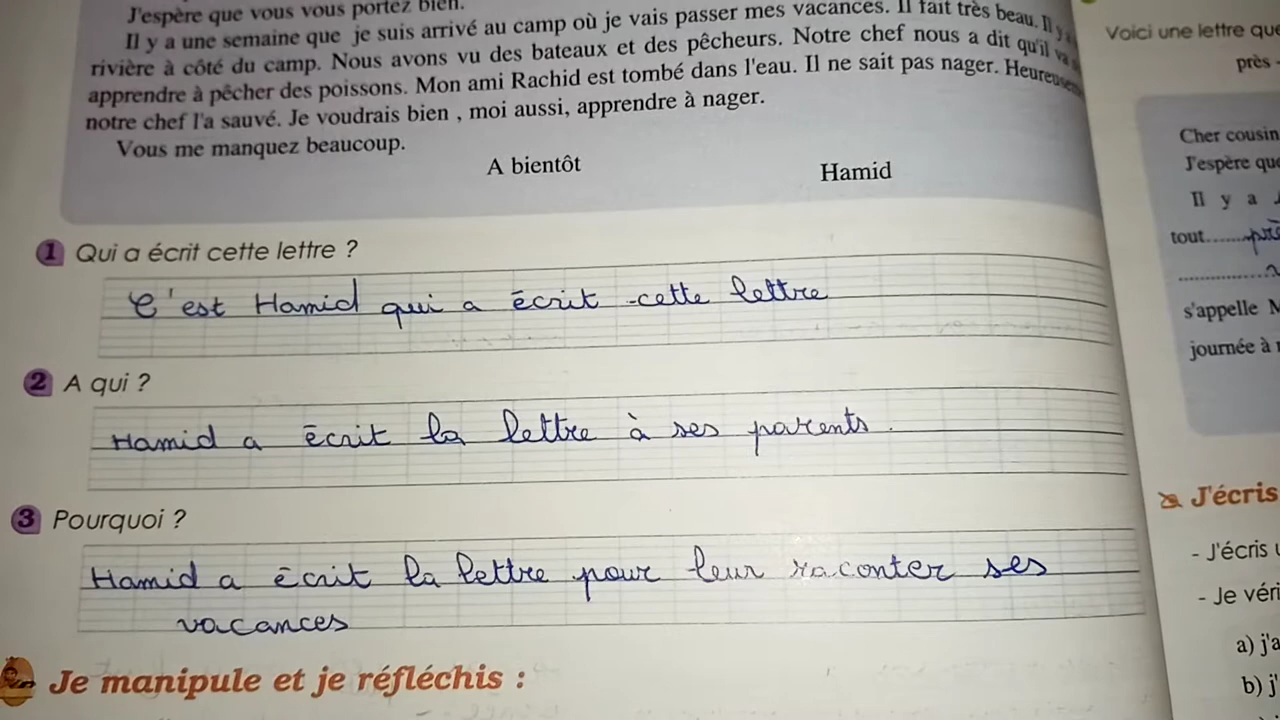 J'espère que vous vous portez bien.
Il y a une semaine que je suis arrivé au camp où je vais passer mes vacances. Il fait très beau. Il y a
rivière à côté du camp. Nous avons vu des bateaux et des pêcheurs. Notre chef nous a dit qu'il va
apprendre à pêcher des poissons. Mon ami Rachid est tombé dans l'eau. Il ne sait pas nager. Heureusem
notre chef l'a sauvé. Je voudrais bien , moi aussi, apprendre à nager.
Vous me manquez beaucoup.
A bientôt Hamid
1 Qui a écrit cette lettre ?
C'est Hamid qui a écrit cette lettre
2 A qui ?
Hamid a écrit la lettre à ses parents.
3 Pourquoi ?
Hamid a écrit la lettre pour leur raconter ses
vacances
Je manipule et je réfléchis :
Voici une lettre que
près
Cher cousin
J'espère que
Il y a
tout
s'appelle
journée à
J'écris
- J'écris
- Je véri
a) j'a
b) j'